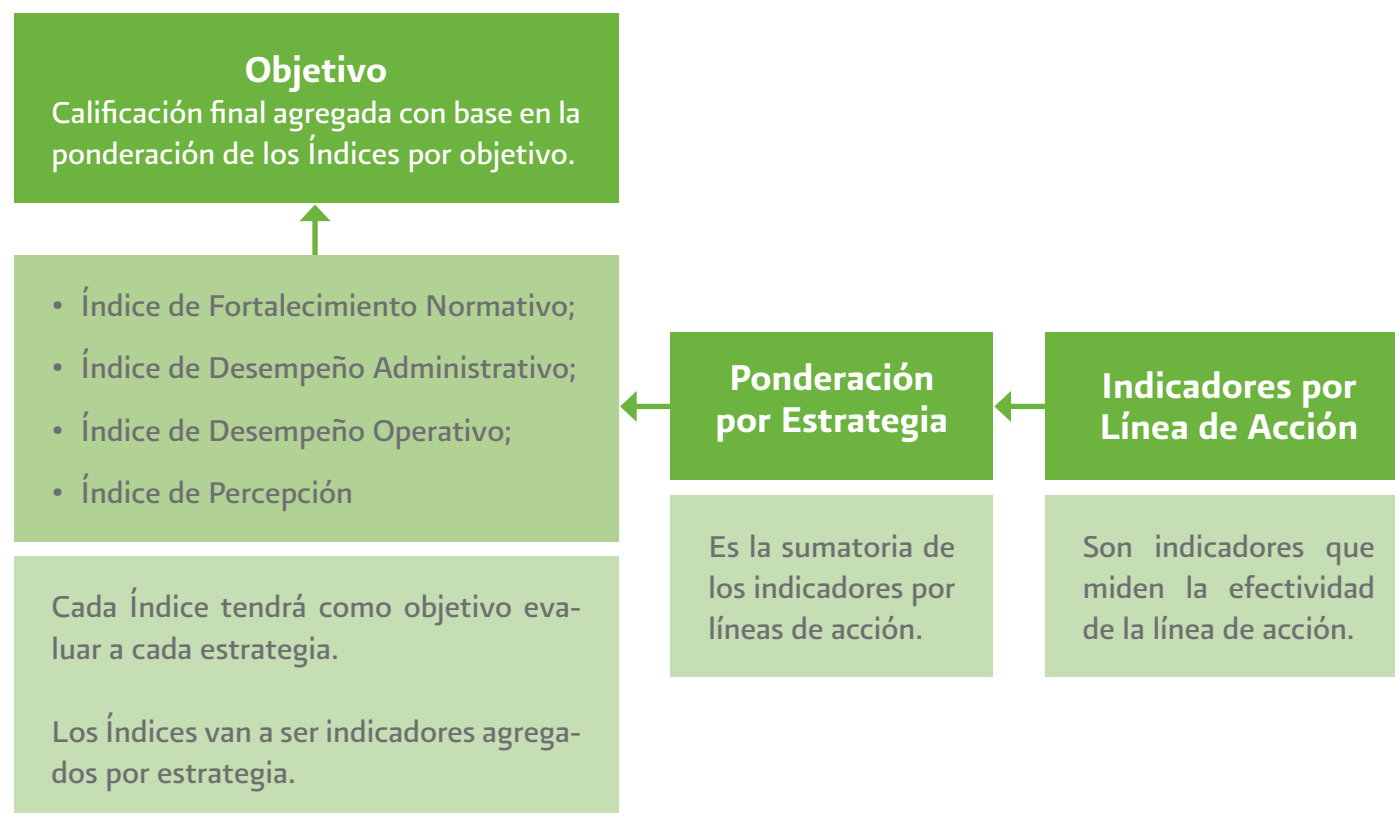 Objetivo
Calificación final agregada con base en la
ponderación de los Índices por objetivo.
• Índice de Fortalecimiento Normativo;
• Índice de Desempeño Administrativo;
• Índice de Desempeño Operativo;
• Índice de Percepción
Cada Índice tendrá como objetivo eva-
luar a cada estrategia.
Los Índices van a ser indicadores agrega-
dos por estrategia.
Ponderación
por Estrategia
Es la sumatoria de
los indicadores por
líneas de acción.
Indicadores por
Línea de Acción
Son indicadores que
miden la efectividad
de la línea de acción.